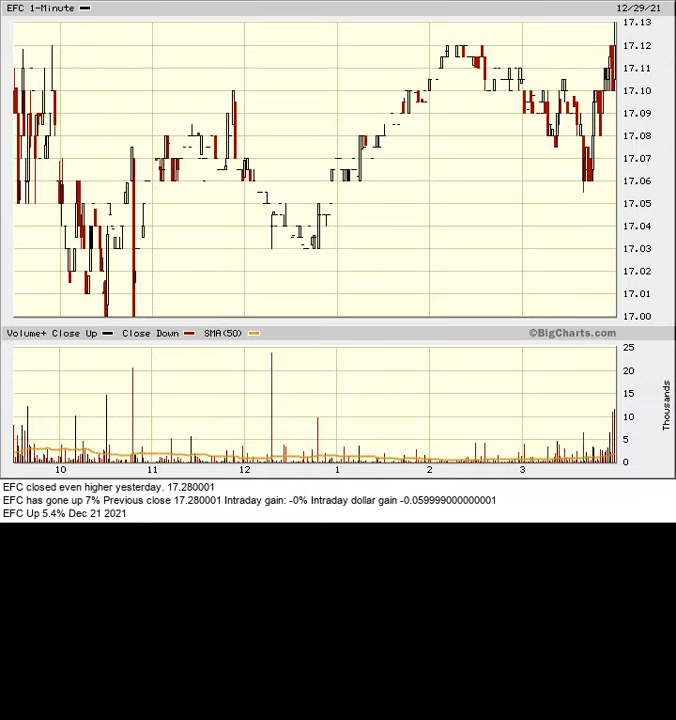 EFC 1-Minute 12/29/21
17.13
17.12
17.11
17.10
17.09
17.08
17.07
17.06
17.05
17.04
17.03
17.02
17.01
17.00
Volume+ Close Up Close Down SMA(50) ©BigCharts.com
25
20
15
10
5
0
Thousands
10 11 12 1 2 3
EFC closed even higher yesterday. 17.280001
EFC has gone up 7% Previous close 17.280001 Intraday gain: -0% Intraday dollar gain -0.059999000000001
EFC Up 5.4% Dec 21 2021